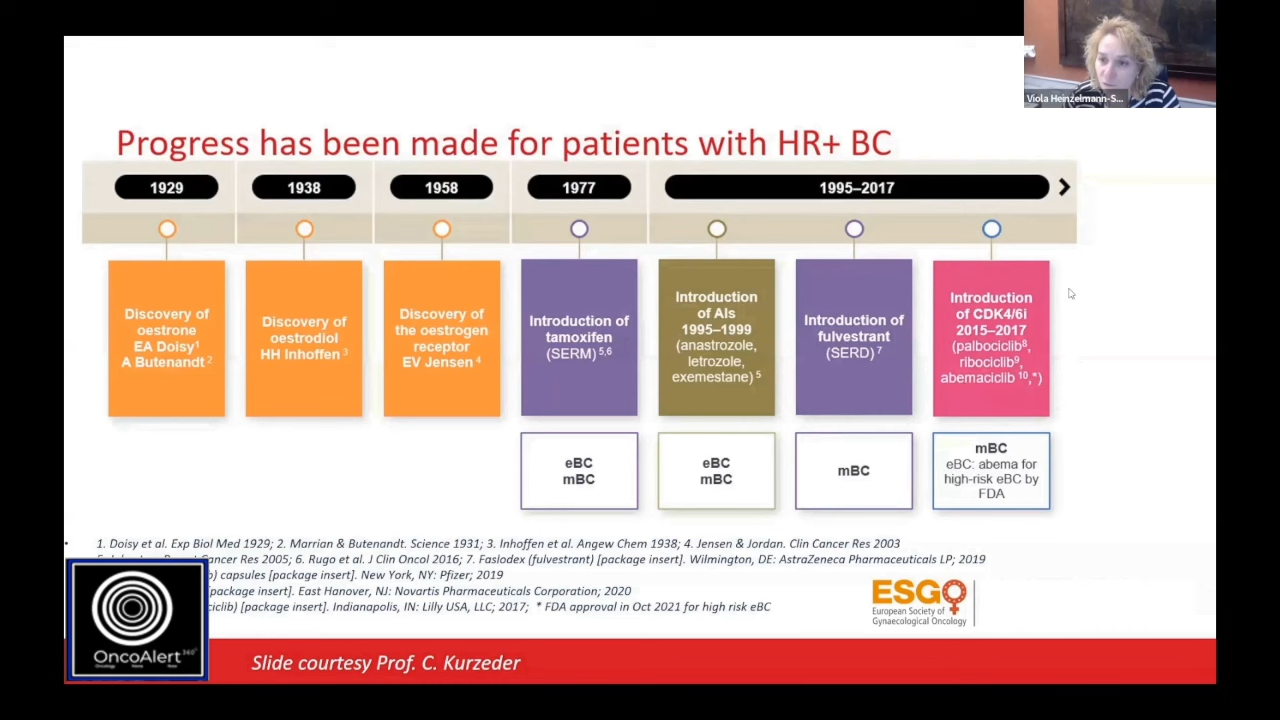 Viola Heinzelmann-S...
Progress has been made for patients with HR+ BC
1929
1938
1958
1977
1995–2017
Discovery of
oestrone
EA Doisy1
A Butenandt 2
Discovery of
oestrodiol
HH Inhoffen 3
Discovery of
the oestrogen
receptor
EV Jensen 4
Introduction of
tamoxifen
(SERM) 5,6
Introduction
of AIs
1995–1999
(anastrozole,
letrozole,
exemestane) 5
Introduction of
fulvestrant
(SERD) 7
Introduction
of CDK4/6i
2015–2017
(palbociclib8,
ribociclib9,
abemaciclib 10,*)
eBC
mBC
eBC
mBC
mBC
mBC
eBC: abema for
high-risk eBC by
FDA
• 1. Doisy et al. Exp Biol Med 1929; 2. Marrian & Butenandt. Science 1931; 3. Inhoffen et al. Angew Chem 1938; 4. Jensen & Jordan. Clin Cancer Res 2003
Cancer Res 2005; 6. Rugo et al. J Clin Oncol 2016; 7. Faslodex (fulvestrant) [package insert]. Wilmington, DE: AstraZeneca Pharmaceuticals LP; 2019
) capsules [package insert]. New York, NY: Pfizer; 2019
[package insert]. East Hanover, NJ: Novartis Pharmaceuticals Corporation; 2020
ciclib) [package insert]. Indianapolis, IN: Lilly USA, LLC; 2017; * FDA approval in Oct 2021 for high risk eBC
ESGO
European Society of
Gynaecological Oncology
OncoAlert 360°
Slide courtesy Prof. C. Kurzeder